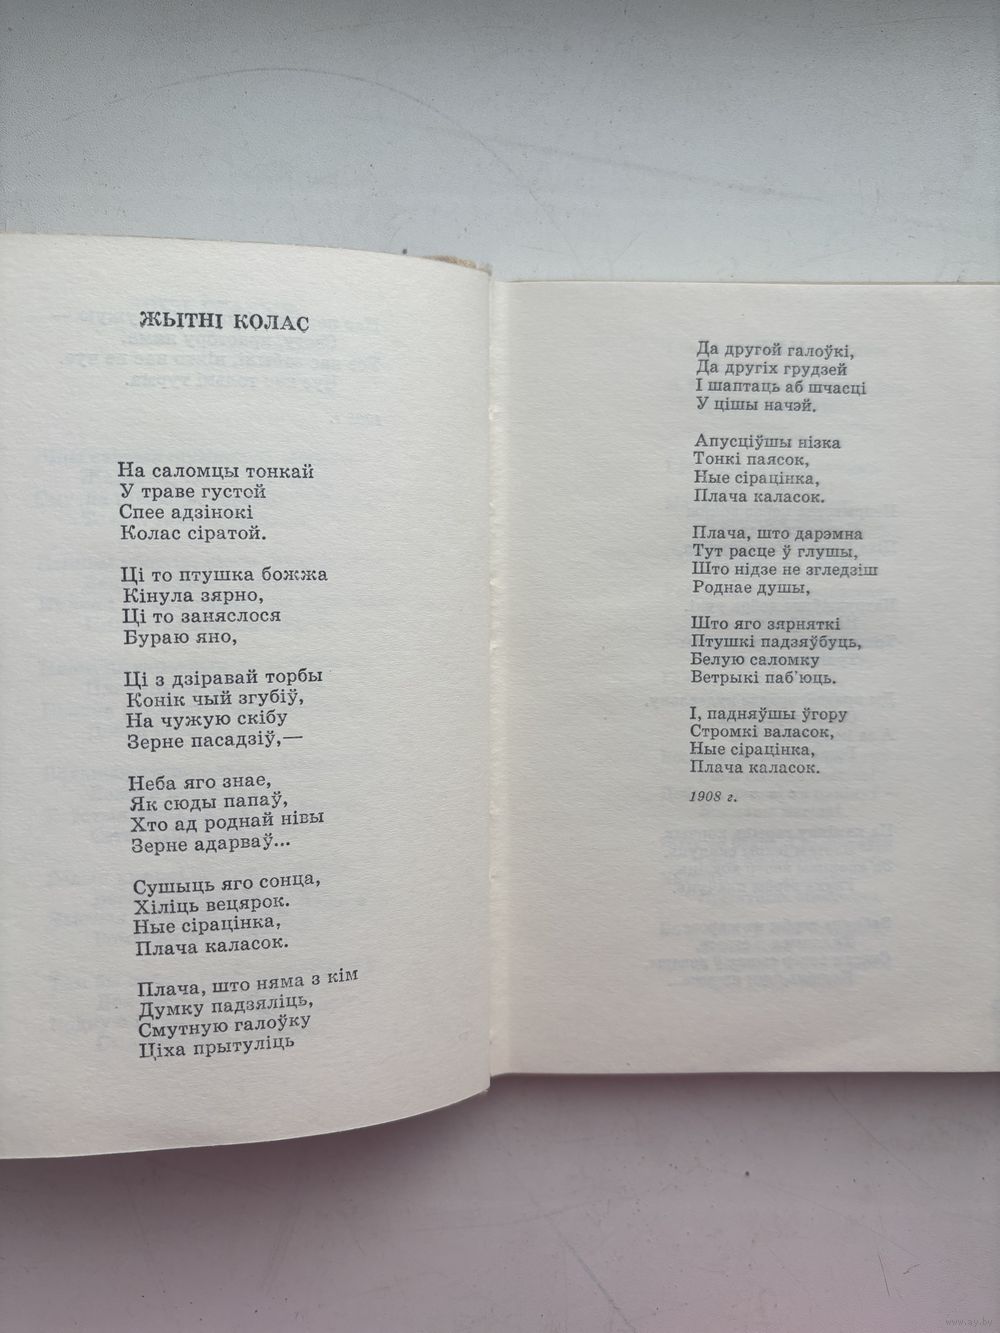 ЖЫТНІ КОЛАС
На саломцы тонкай
У траве густой
Спее адзінокі
Колас сіратой.
Ці то птушка божжа
Кінула зярно,
Ці то заняслося
Бураю яно,
Ці з дзіравай торбы
Конік чый згубіў,
На чужую скібу
Зерне пасадзіў,—
Неба яго знае,
Як сюды папаў,
Хто ад роднай нівы
Зерне адарваў...
Сушыць яго сонца,
Хіліць вецярок.
Ные сірацінка,
Плача каласок.
Плача, што няма з кім
Думку падзяліць,
Смутную галоўку
Ціха прытуліць
Да другой галоўкі,
Да другіх грудзей
І шаптаць аб шчасці
У цішы начэй.
Апусціўшы нізка
Тонкі паясок,
Ные сірацінка,
Плача каласок.
Плача, што дарэмна
Тут расце ў глушы,
Што нідзе не згледзіш
Роднае душы,
Што яго зярняткі
Птушкі падзяўбуць,
Белую саломку
Ветрыкі паб'юць.
І, падняўшы ўгору
Стромкі валасок,
Ные сірацінка,
Плача каласок.
1908 г.
www.ay.by